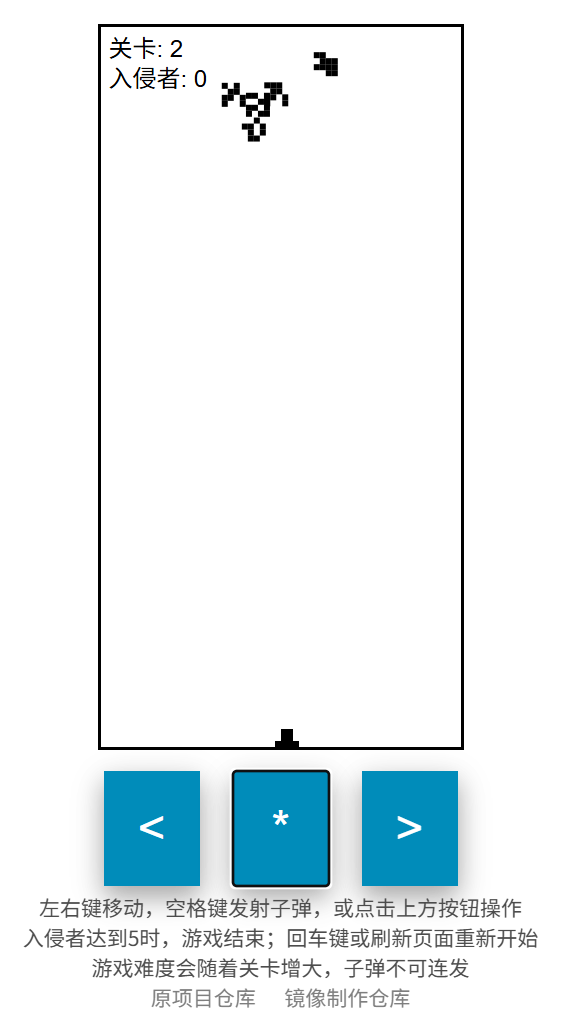 关卡: 2
入侵者: 0
< * >
左右键移动，空格键发射子弹，或点击上方按钮操作
入侵者达到5时，游戏结束；回车键或刷新页面重新开始
游戏难度会随着关卡增大，子弹不可连发
原项目仓库 镜像制作仓库